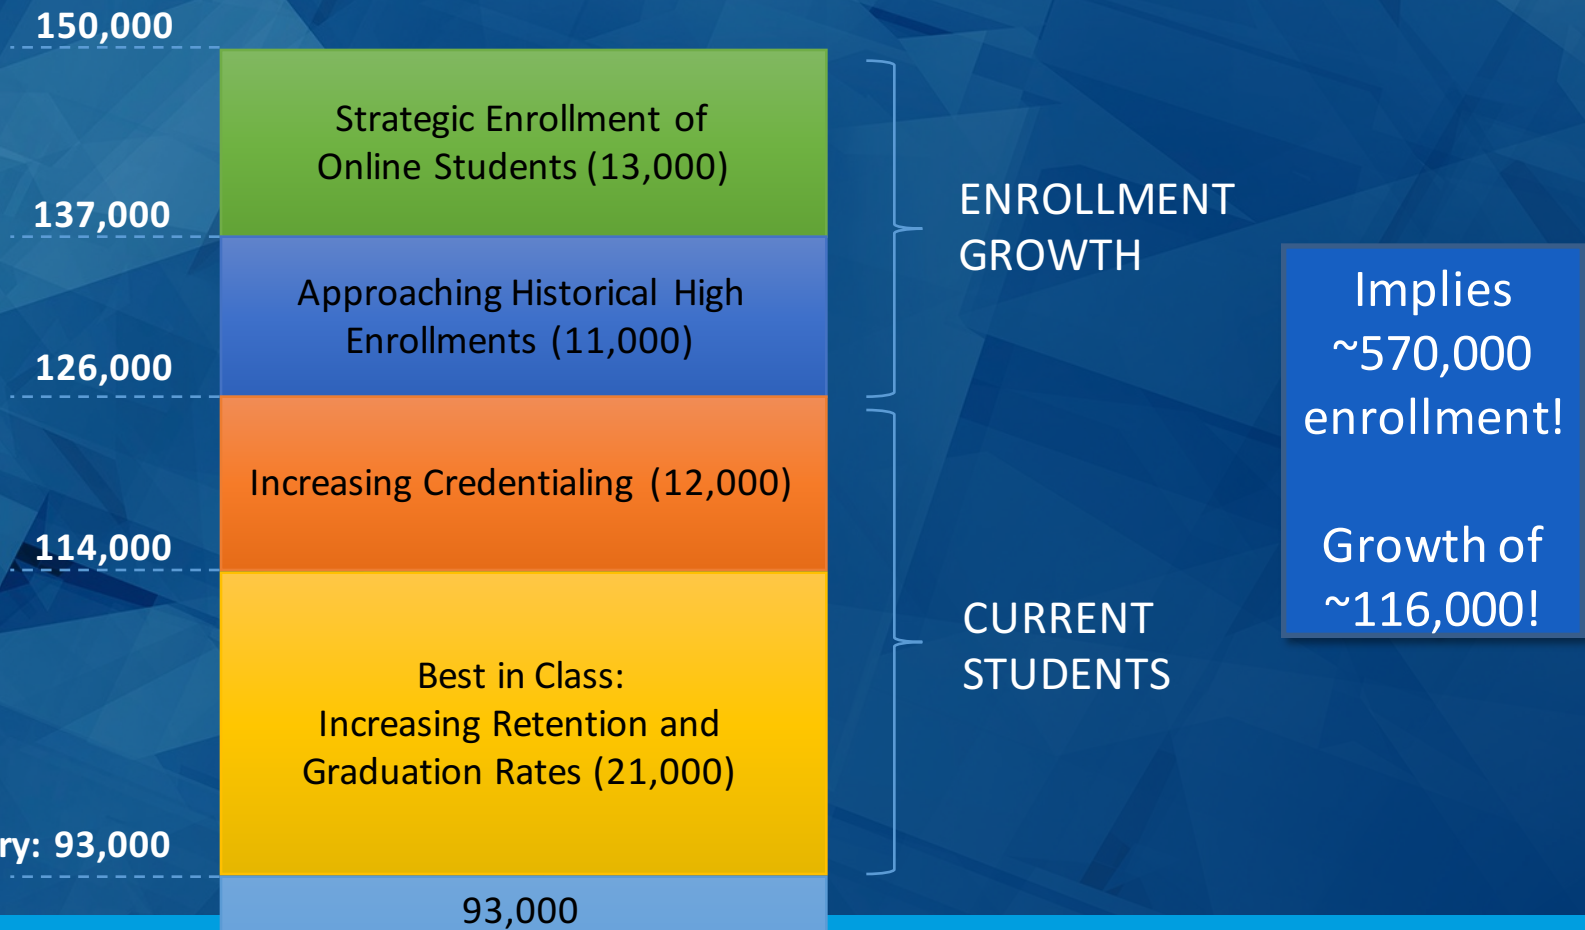 150,000
Strategic Enrollment of
Online Students (13,000)
137,000
Approaching Historical High
Enrollments (11,000)
126,000
Increasing Credentialing (12,000)
114,000
Best in Class:
Increasing Retention and
Graduation Rates (21,000)
ry: 93,000
93,000
ENROLLMENT
GROWTH
CURRENT
STUDENTS
Implies
~570,000
enrollment!
Growth of
~116,000!